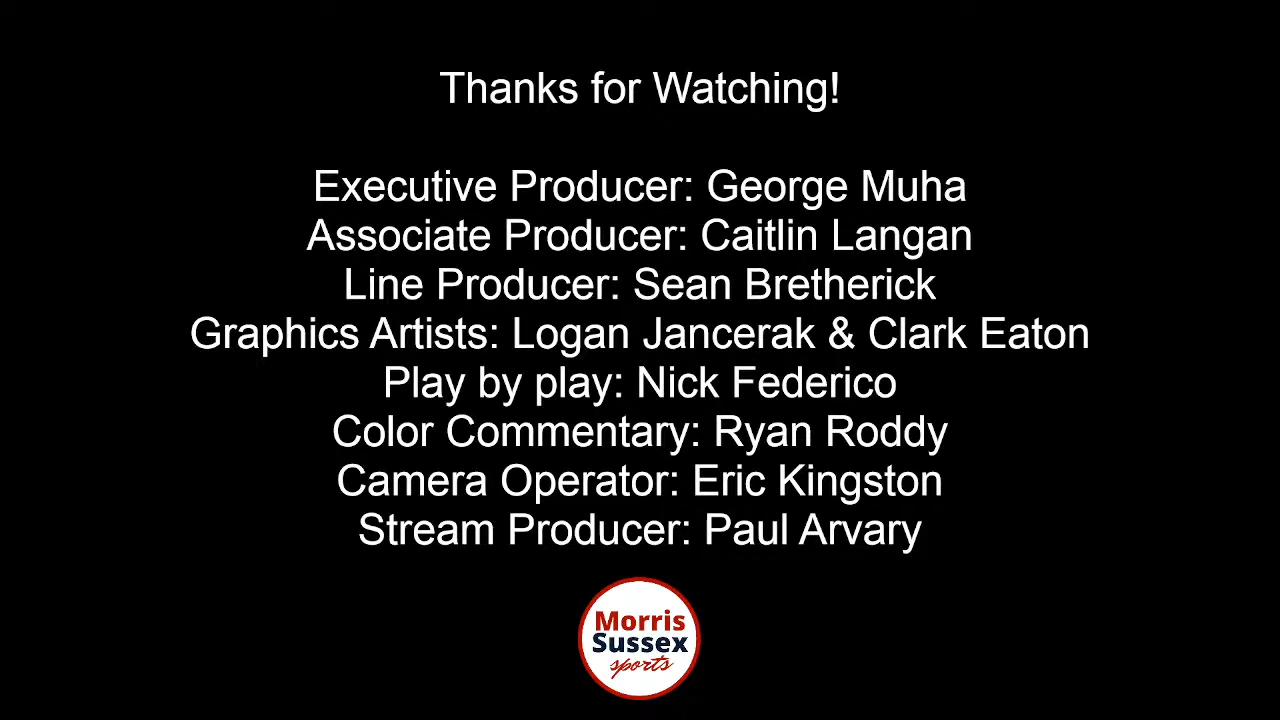 Thanks for Watching!
Executive Producer: George Muha
Associate Producer: Caitlin Langan
Line Producer: Sean Bretherick
Graphics Artists: Logan Jancerak & Clark Eaton
Play by play: Nick Federico
Color Commentary: Ryan Roddy
Camera Operator: Eric Kingston
Stream Producer: Paul Arvary
Morris
Sussex
sports